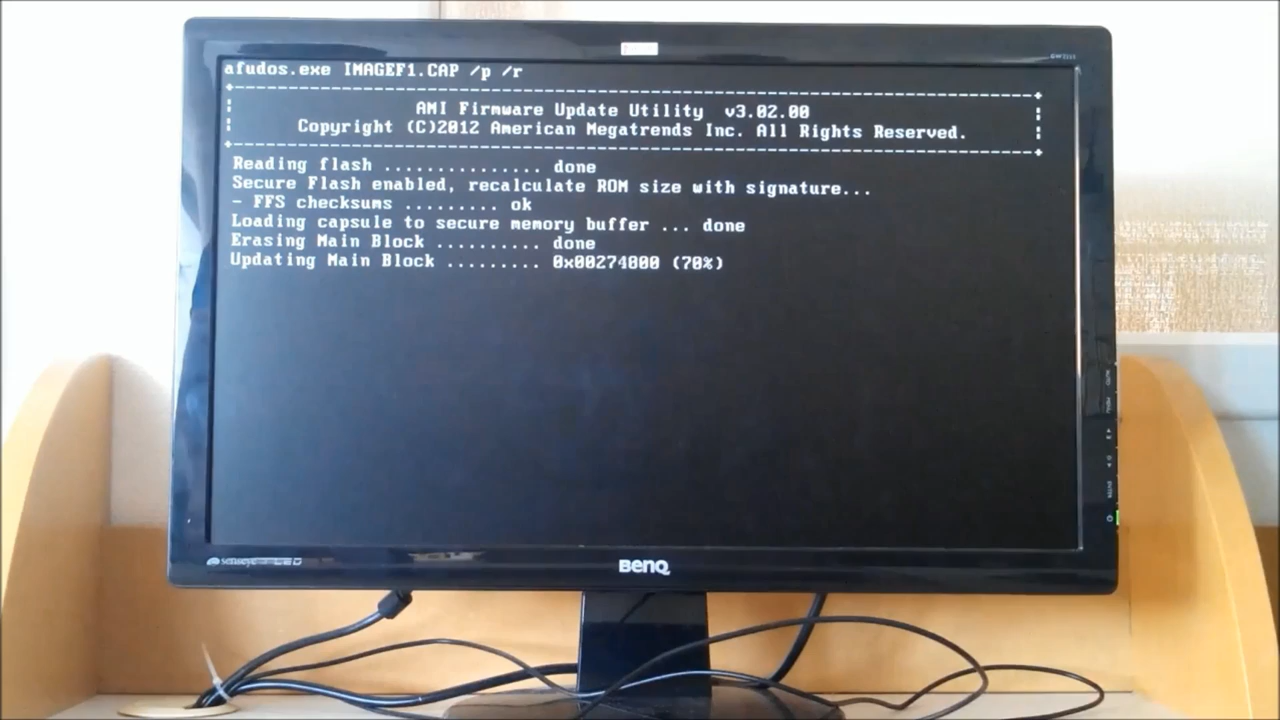 afudos.exe IMAGEF1.CAP /p /r
AMI Firmware Update Utility v3.02.00
Copyright (C)2012 American Megatrends Inc. All Rights Reserved.
Reading flash ............... done
Secure Flash enabled, recalculate ROM size with signature...
- FFS checksums ......... ok
Loading capsule to secure memory buffer ... done
Erasing Main Block .......... done
Updating Main Block ......... 0x00274000 (70%)
BenQ